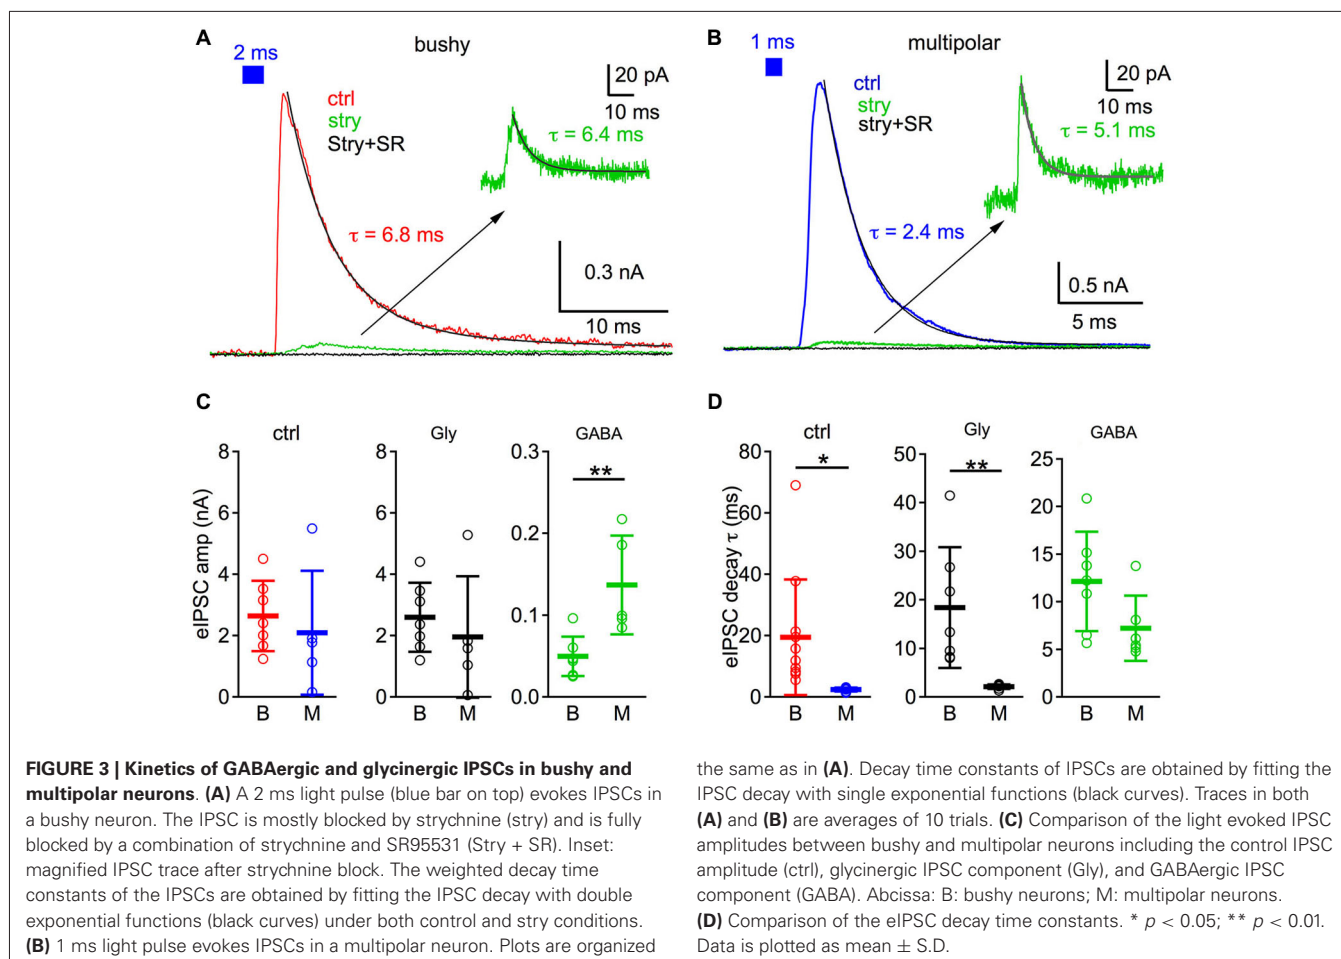 A
bushy
2 ms
ctrl
stry
Stry+SR
20 pA
10 ms
τ = 6.4 ms
τ = 6.8 ms
0.3 nA
10 ms
B
multipolar
1 ms
ctrl
stry
stry+SR
20 pA
10 ms
τ = 5.1 ms
τ = 2.4 ms
0.5 nA
5 ms
C
ctrl
Gly
GABA
eIPSC amp (nA)
8
6
4
2
0
B M
8
6
4
2
0
B M
0.3
0.2
0.1
0.0
**
B M
D
ctrl
Gly
GABA
eIPSC decay τ (ms)
80
60
40
20
0
*
B M
50
40
30
20
10
0
**
B M
25
20
15
10
5
0
B M
FIGURE 3 | Kinetics of GABAergic and glycinergic IPSCs in bushy and
multipolar neurons. (A) A 2 ms light pulse (blue bar on top) evokes IPSCs in
a bushy neuron. The IPSC is mostly blocked by strychnine (stry) and is fully
blocked by a combination of strychnine and SR95531 (Stry + SR). Inset:
magnified IPSC trace after strychnine block. The weighted decay time
constants of the IPSCs are obtained by fitting the IPSC decay with double
exponential functions (black curves) under both control and stry conditions.
(B) 1 ms light pulse evokes IPSCs in a multipolar neuron. Plots are organized
the same as in (A). Decay time constants of IPSCs are obtained by fitting the
IPSC decay with single exponential functions (black curves). Traces in both
(A) and (B) are averages of 10 trials. (C) Comparison of the light evoked IPSC
amplitudes between bushy and multipolar neurons including the control IPSC
amplitude (ctrl), glycinergic IPSC component (Gly), and GABAergic IPSC
component (GABA). Abcissa: B: bushy neurons; M: multipolar neurons.
(D) Comparison of the eIPSC decay time constants. * p < 0.05; ** p < 0.01.
Data is plotted as mean ± S.D.